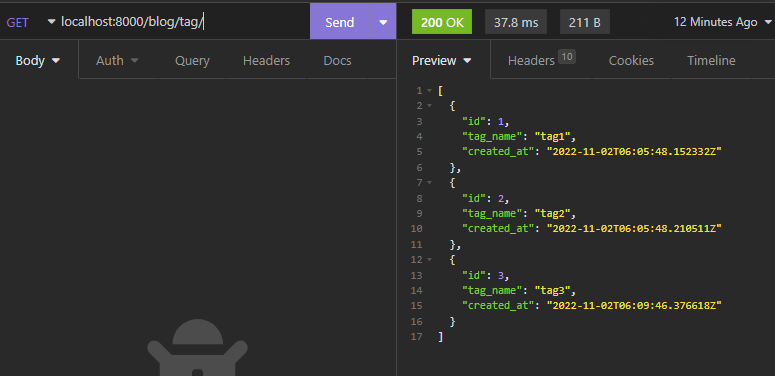 GET localhost:8000/blog/tag/ Send 200 OK 37.8 ms 211 B 12 Minutes Ago
Body Auth Query Headers Docs Preview Headers 10 Cookies Timeline
1 [
2 {
3 "id": 1,
4 "tag_name": "tag1",
5 "created_at": "2022-11-02T06:05:48.152332Z"
6 },
7 {
8 "id": 2,
9 "tag_name": "tag2",
10 "created_at": "2022-11-02T06:05:48.210511Z"
11 },
12 {
13 "id": 3,
14 "tag_name": "tag3",
15 "created_at": "2022-11-02T06:09:46.376618Z"
16 }
17 ]